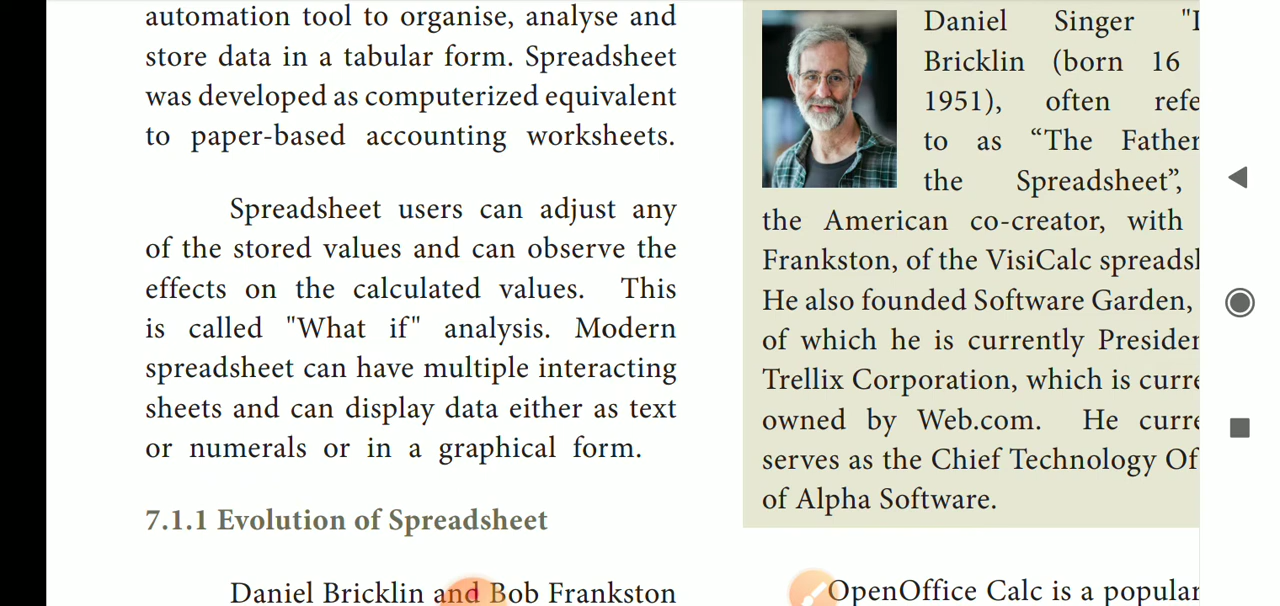 automation tool to organise, analyse and
store data in a tabular form. Spreadsheet
was developed as computerized equivalent
to paper-based accounting worksheets.
Spreadsheet users can adjust any
of the stored values and can observe the
effects on the calculated values. This
is called "What if" analysis. Modern
spreadsheet can have multiple interacting
sheets and can display data either as text
or numerals or in a graphical form.
7.1.1 Evolution of Spreadsheet
Daniel Bricklin and Bob Frankston
Daniel Singer
Bricklin (born 16
1951), often
to as “The
the Spreadsheet”,
the American co-creator, with
Frankston, of the VisiCalc
He also founded Software Garden,
of which he is currently
Trellix Corporation, which is
owned by Web.com. He
serves as the Chief Technology
of Alpha Software.
OpenOffice Calc is a popular